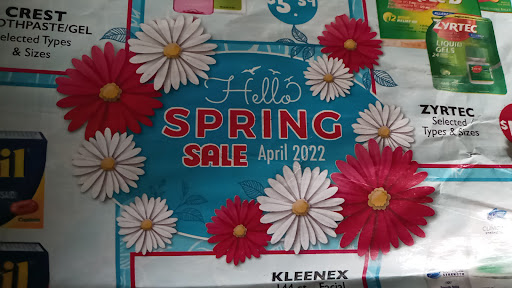 CREST
TOOTHPASTE/GEL
Selected Types
& Sizes
Hello
SPRING
SALE April 2022
ZYRTEC
LIQUID
GELS
ZYRTEC
Selected
Types & Sizes
KLEENEX